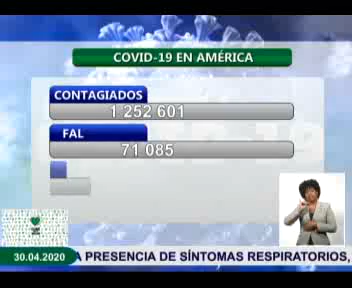 COVID-19 EN AMÉRICA
CONTAGIADOS
1 252 601
FAL
71 085
30.04.2020
A PRESENCIA DE SÍNTOMAS RESPIRATORIOS,